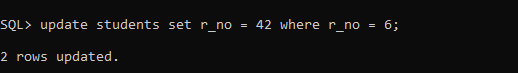 SQL> update students set r_no = 42 where r_no = 6;
2 rows updated.